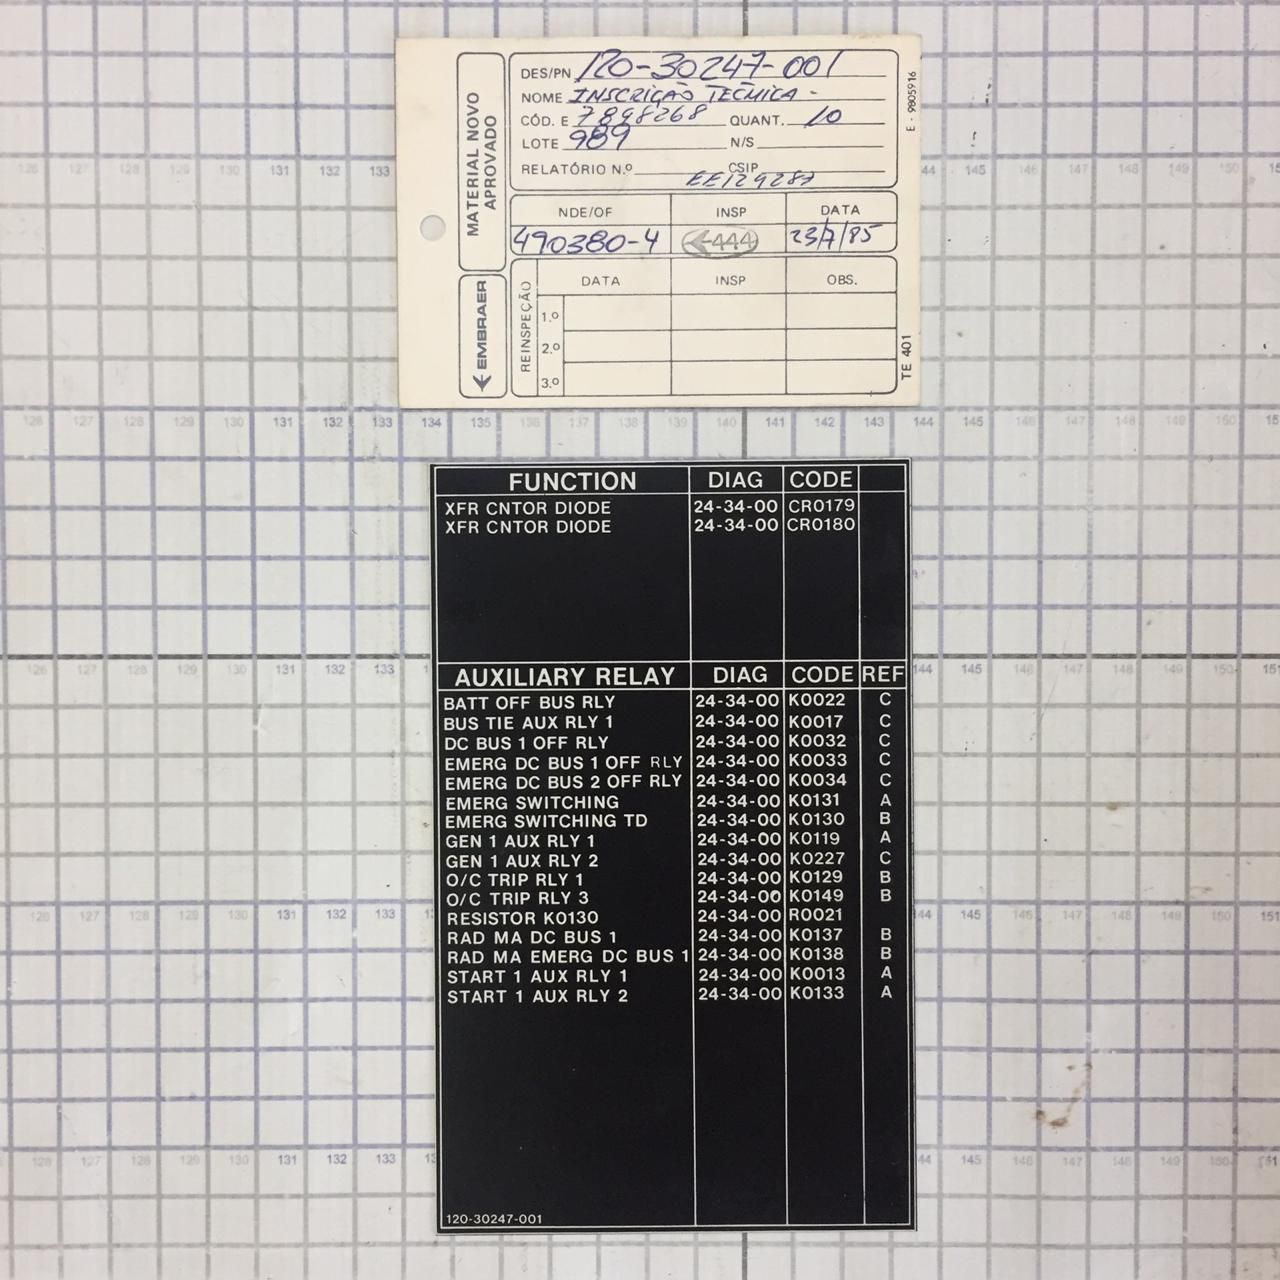 DES/PN 120-30247-001
NOME INSCRIÇÃO TECNICA -
CÓD. E 7898268 QUANT. 10
LOTE 989 N/S
RELATÓRIO N.º CSIP
EE129287
NDE/OF INSP DATA
490380-4 444 23/7/85
DATA INSP OBS.
1.º
2.º
3.º
REINSPEÇÃO
MATERIAL NOVO
APROVADO
EMBRAER
E - 9805916
TE 401
FUNCTION DIAG CODE
XFR CNTOR DIODE 24-34-00 CR0179
XFR CNTOR DIODE 24-34-00 CR0180
AUXILIARY RELAY DIAG CODE REF
BATT OFF BUS RLY 24-34-00 K0022 C
BUS TIE AUX RLY 1 24-34-00 K0017 C
DC BUS 1 OFF RLY 24-34-00 K0032 C
EMERG DC BUS 1 OFF RLY 24-34-00 K0033 C
EMERG DC BUS 2 OFF RLY 24-34-00 K0034 C
EMERG SWITCHING 24-34-00 K0131 A
EMERG SWITCHING TD 24-34-00 K0130 B
GEN 1 AUX RLY 1 24-34-00 K0119 A
GEN 1 AUX RLY 2 24-34-00 K0227 C
O/C TRIP RLY 1 24-34-00 K0129 B
O/C TRIP RLY 3 24-34-00 K0149 B
RESISTOR K0130 24-34-00 R0021
RAD MA DC BUS 1 24-34-00 K0137 B
RAD MA EMERG DC BUS 1 24-34-00 K0138 B
START 1 AUX RLY 1 24-34-00 K0013 A
START 1 AUX RLY 2 24-34-00 K0133 A
120-30247-001